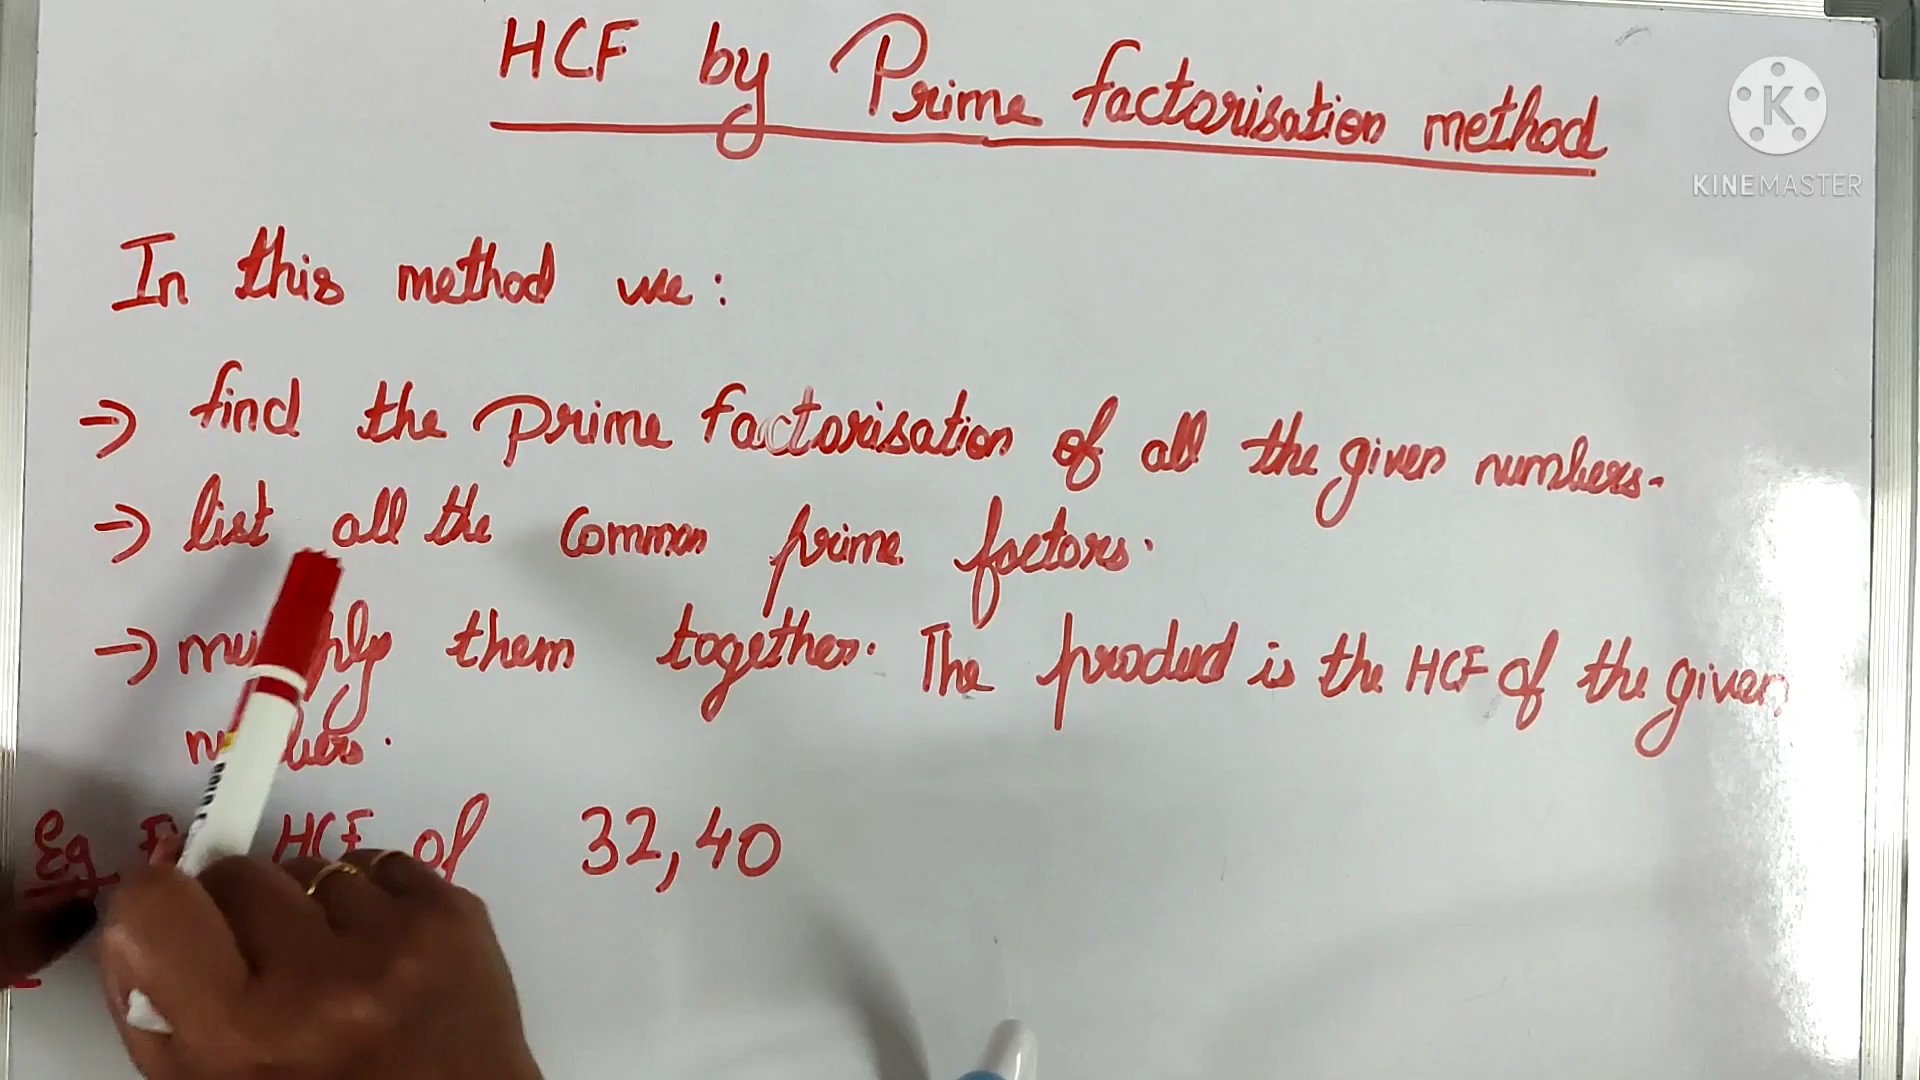 HCF by Prime factorisation method
K
KINEMASTER
In this method we:
→ find the prime factorisation of all the given numbers.
→ list all the common prime factors.
→ them together. The product is the HCF of the given
Eg HCF of 32, 40